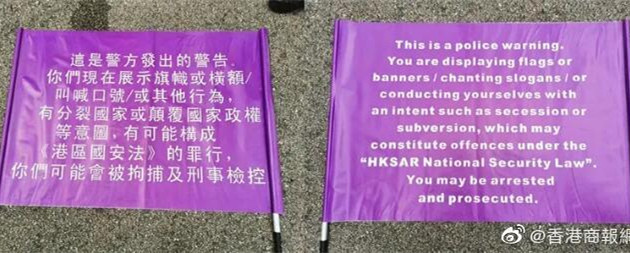 這是警方發出的警告.
你們現在展示旗幟或橫額/
叫喊口號/或其他行為,
有分裂國家或顛覆國家政權
等意圖,有可能構成
《港區國安法》的罪行,
你們可能會被拘捕及刑事檢控
This is a police warning.
You are displaying flags or
banners / chanting slogans / or
conducting yourselves with
an intent such as secession or
subversion, which may
constitute offences under the
“HKSAR National Security Law”.
You may be arrested
and prosecuted.
@香港商報網